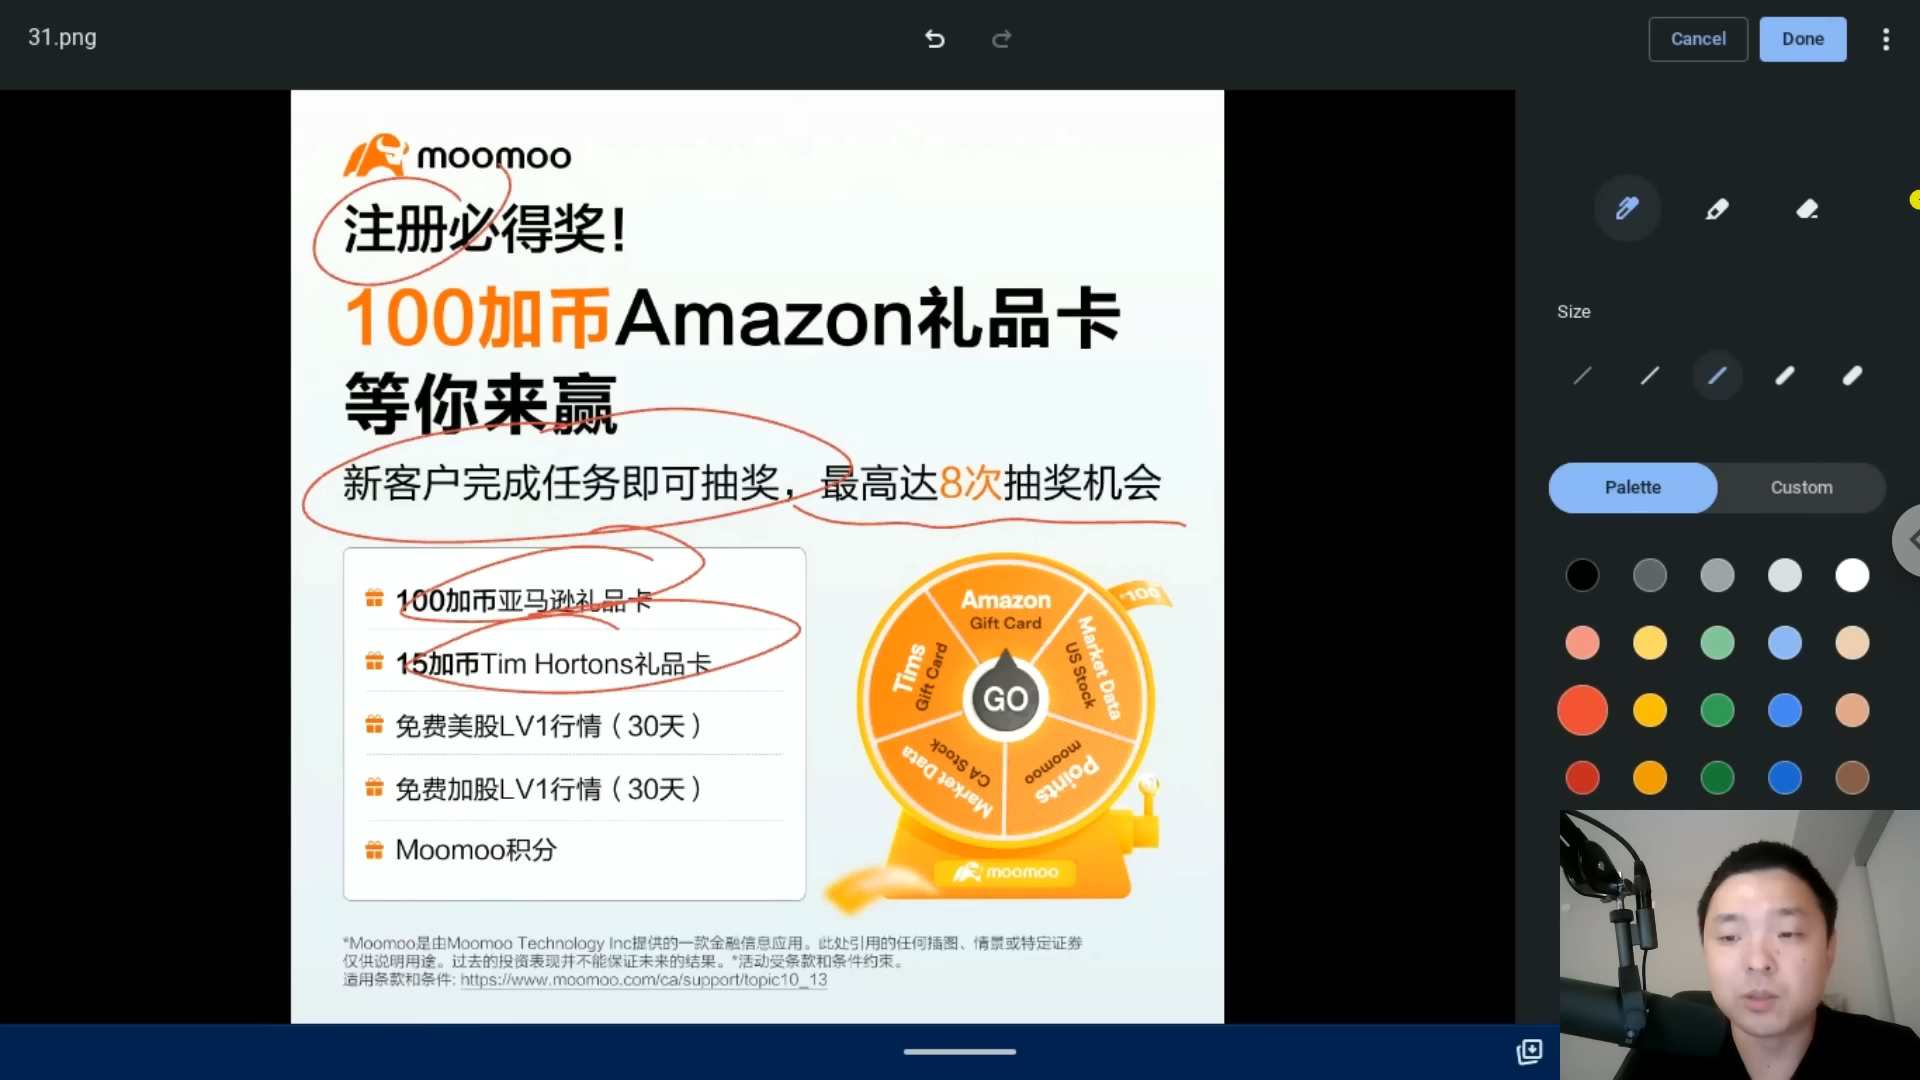 31.png
Cancel
Done
moomoo
注册必得奖！
100加币Amazon礼品卡
等你来赢
新客户完成任务即可抽奖，最高达8次抽奖机会
100加币亚马逊礼品卡
15加币Tim Hortons礼品卡
免费美股LV1行情（30天）
免费加股LV1行情（30天）
Moomoo积分
Amazon
Gift Card
$100
Market Data
US Stock
Points
moomoo
Market Data
CA Stock
Tims
Gift Card
GO
moomoo
*Moomoo是由Moomoo Technology Inc提供的一款金融信息应用。此处引用的任何插图、情景或特定证券
仅供说明用途。过去的投资表现并不能保证未来的结果。*活动受条款和条件约束。
适用条款和条件: https://www.moomoo.com/ca/support/topic10_13
Size
Palette
Custom